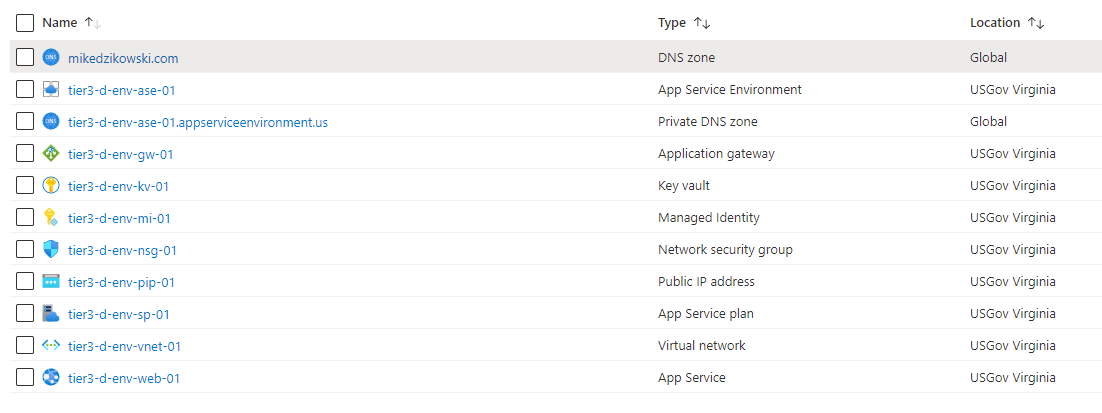 Name ↑↓ Type ↑↓ Location ↑↓
DNS mikedzikowski.com DNS zone Global
tier3-d-env-ase-01 App Service Environment USGov Virginia
DNS tier3-d-env-ase-01.appserviceenvironment.us Private DNS zone Global
tier3-d-env-gw-01 Application gateway USGov Virginia
tier3-d-env-kv-01 Key vault USGov Virginia
tier3-d-env-mi-01 Managed Identity USGov Virginia
tier3-d-env-nsg-01 Network security group USGov Virginia
tier3-d-env-pip-01 Public IP address USGov Virginia
tier3-d-env-sp-01 App Service plan USGov Virginia
tier3-d-env-vnet-01 Virtual network USGov Virginia
tier3-d-env-web-01 App Service USGov Virginia